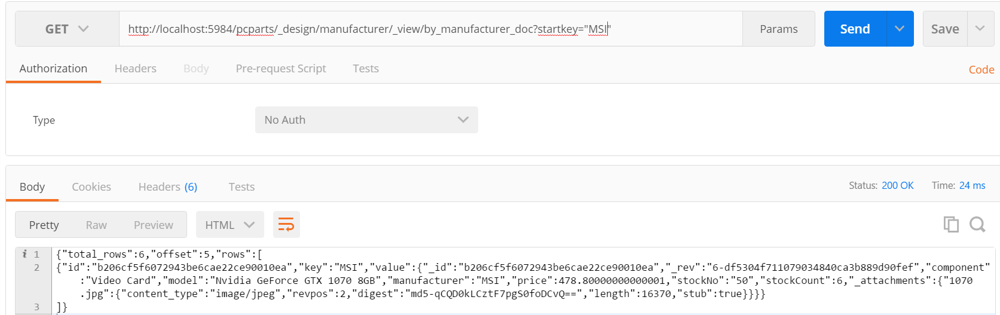 GET http://localhost:5984/pcparts/_design/manufacturer/_view/by_manufacturer_doc?startkey="MSI" Params Send Save
Authorization Headers Body Pre-request Script Tests Code
Type No Auth
Body Cookies Headers (6) Tests Status: 200 OK Time: 24 ms
Pretty Raw Preview HTML
i 1 {"total_rows":6,"offset":5,"rows":[
2 {"id":"b206cf5f6072943be6cae22ce90010ea","key":"MSI","value":{"_id":"b206cf5f6072943be6cae22ce90010ea","_rev":"6-df5304f711079034840ca3b889d90fef","component"
:"Video Card","model":"Nvidia GeForce GTX 1070 8GB","manufacturer":"MSI","price":478.80000000000001,"stockNo":"50","stockCount":6,"_attachments":{"1070
.jpg":{"content_type":"image/jpeg","revpos":2,"digest":"md5-qCQD0kLCztF7pgS0foDCvQ==","length":16370,"stub":true}}}}
3 ]}